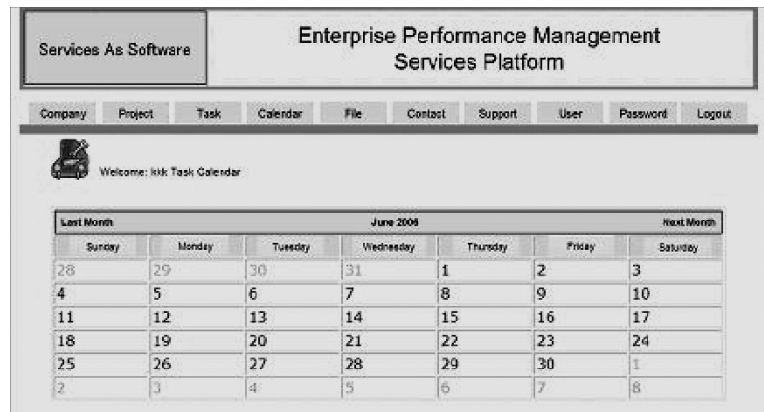 Services As Software
Enterprise Performance Management
Services Platform
Company Project Task Calendar File Contact Support User Password Logout
Welcome: kkk Task Calendar
Last Month June 2006 Next Month
Sunday Monday Tuesday Wednesday Thursday Friday Saturday
28 29 30 31 1 2 3
4 5 6 7 8 9 10
11 12 13 14 15 16 17
18 19 20 21 22 23 24
25 26 27 28 29 30 1
2 3 4 5 6 7 8